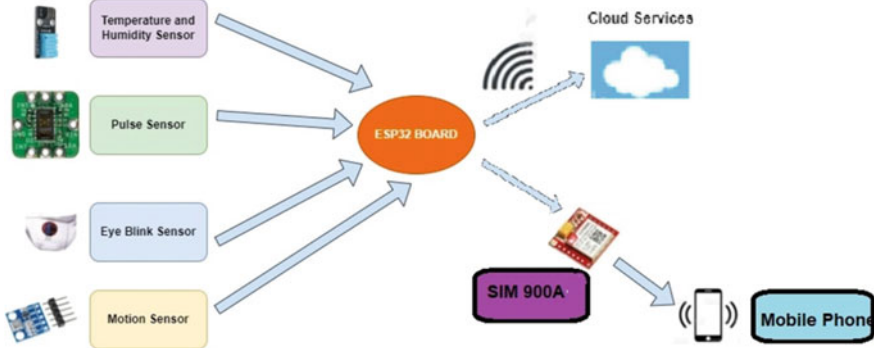 Temperature and
Humidity Sensor
Pulse Sensor
Eye Blink Sensor
Motion Sensor
ESP32 BOARD
Cloud Services
SIM 900A
Mobile Phone